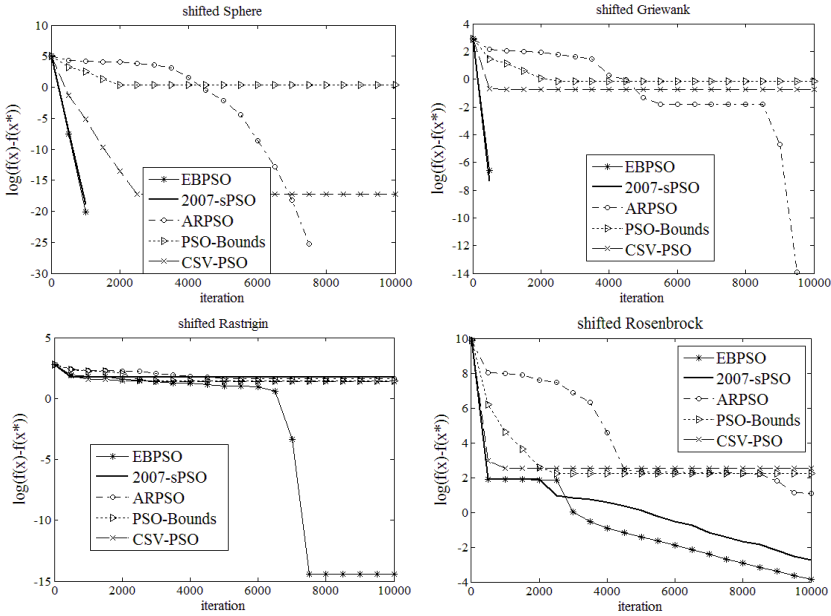 shifted Sphere
log(f(x)-f(x*))
10
5
0
-5
-10
-15
-20
-25
-30
EBPSO
2007-sPSO
ARPSO
PSO-Bounds
CSV-PSO
0 2000 4000 6000 8000 10000
iteration
shifted Griewank
log(f(x)-f(x*))
4
2
0
-2
-4
-6
-8
-10
-12
-14
EBPSO
2007-sPSO
ARPSO
PSO-Bounds
CSV-PSO
0 2000 4000 6000 8000 10000
iteration
shifted Rastrigin
log(f(x)-f(x*))
5
0
-5
-15
EBPSO
2007-sPSO
ARPSO
PSO-Bounds
CSV-PSO
0 2000 4000 6000 8000 10000
iteration
shifted Rosenbrock
log(f(x)-f(x*))
10
8
6
4
2
0
-2
-4
EBPSO
2007-sPSO
ARPSO
PSO-Bounds
CSV-PSO
0 2000 4000 6000 8000 10000
iteration